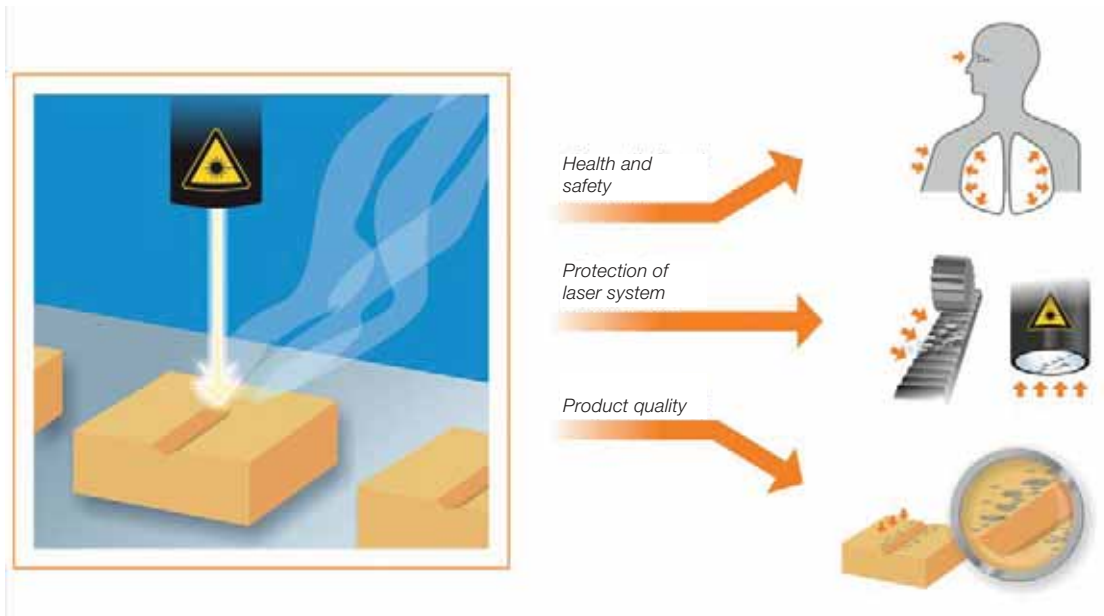 Health and
safety
Protection of
laser system
Product quality